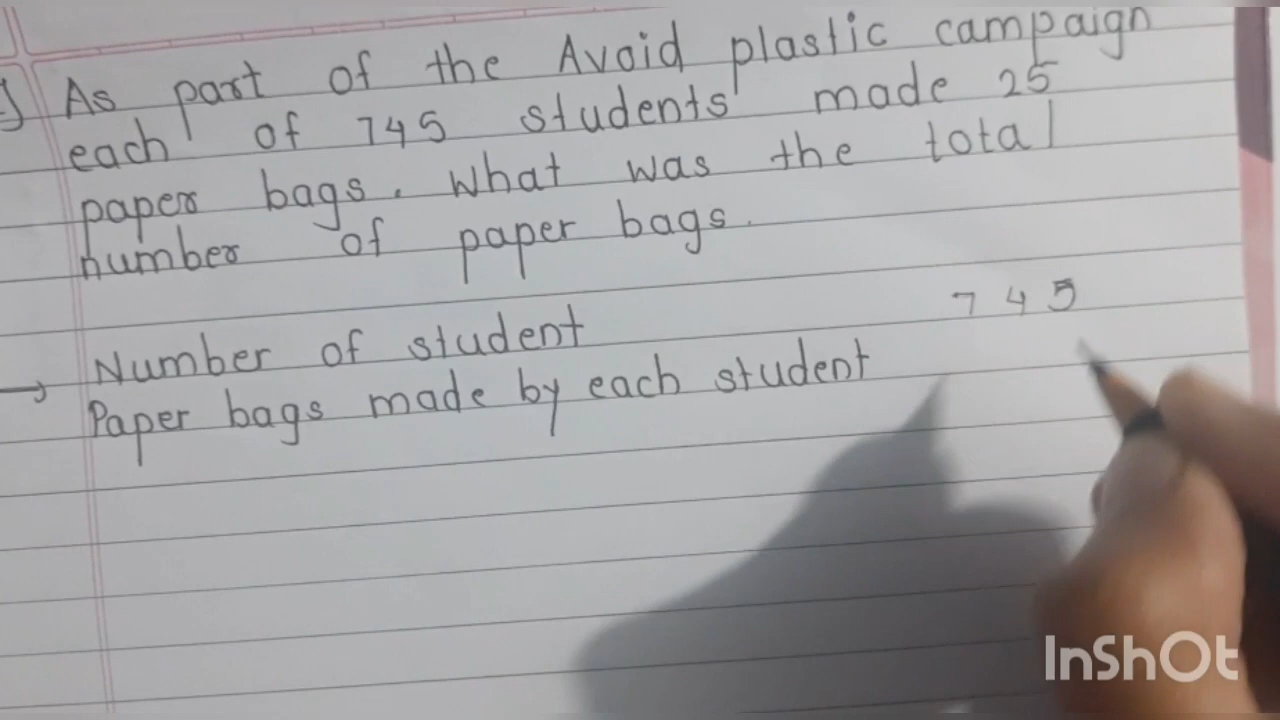 As part of the Avoid plastic campaign
each of 745 students made 25
paper bags. What was the total
number of paper bags.
Number of student 745
→ Paper bags made by each student
InShOt